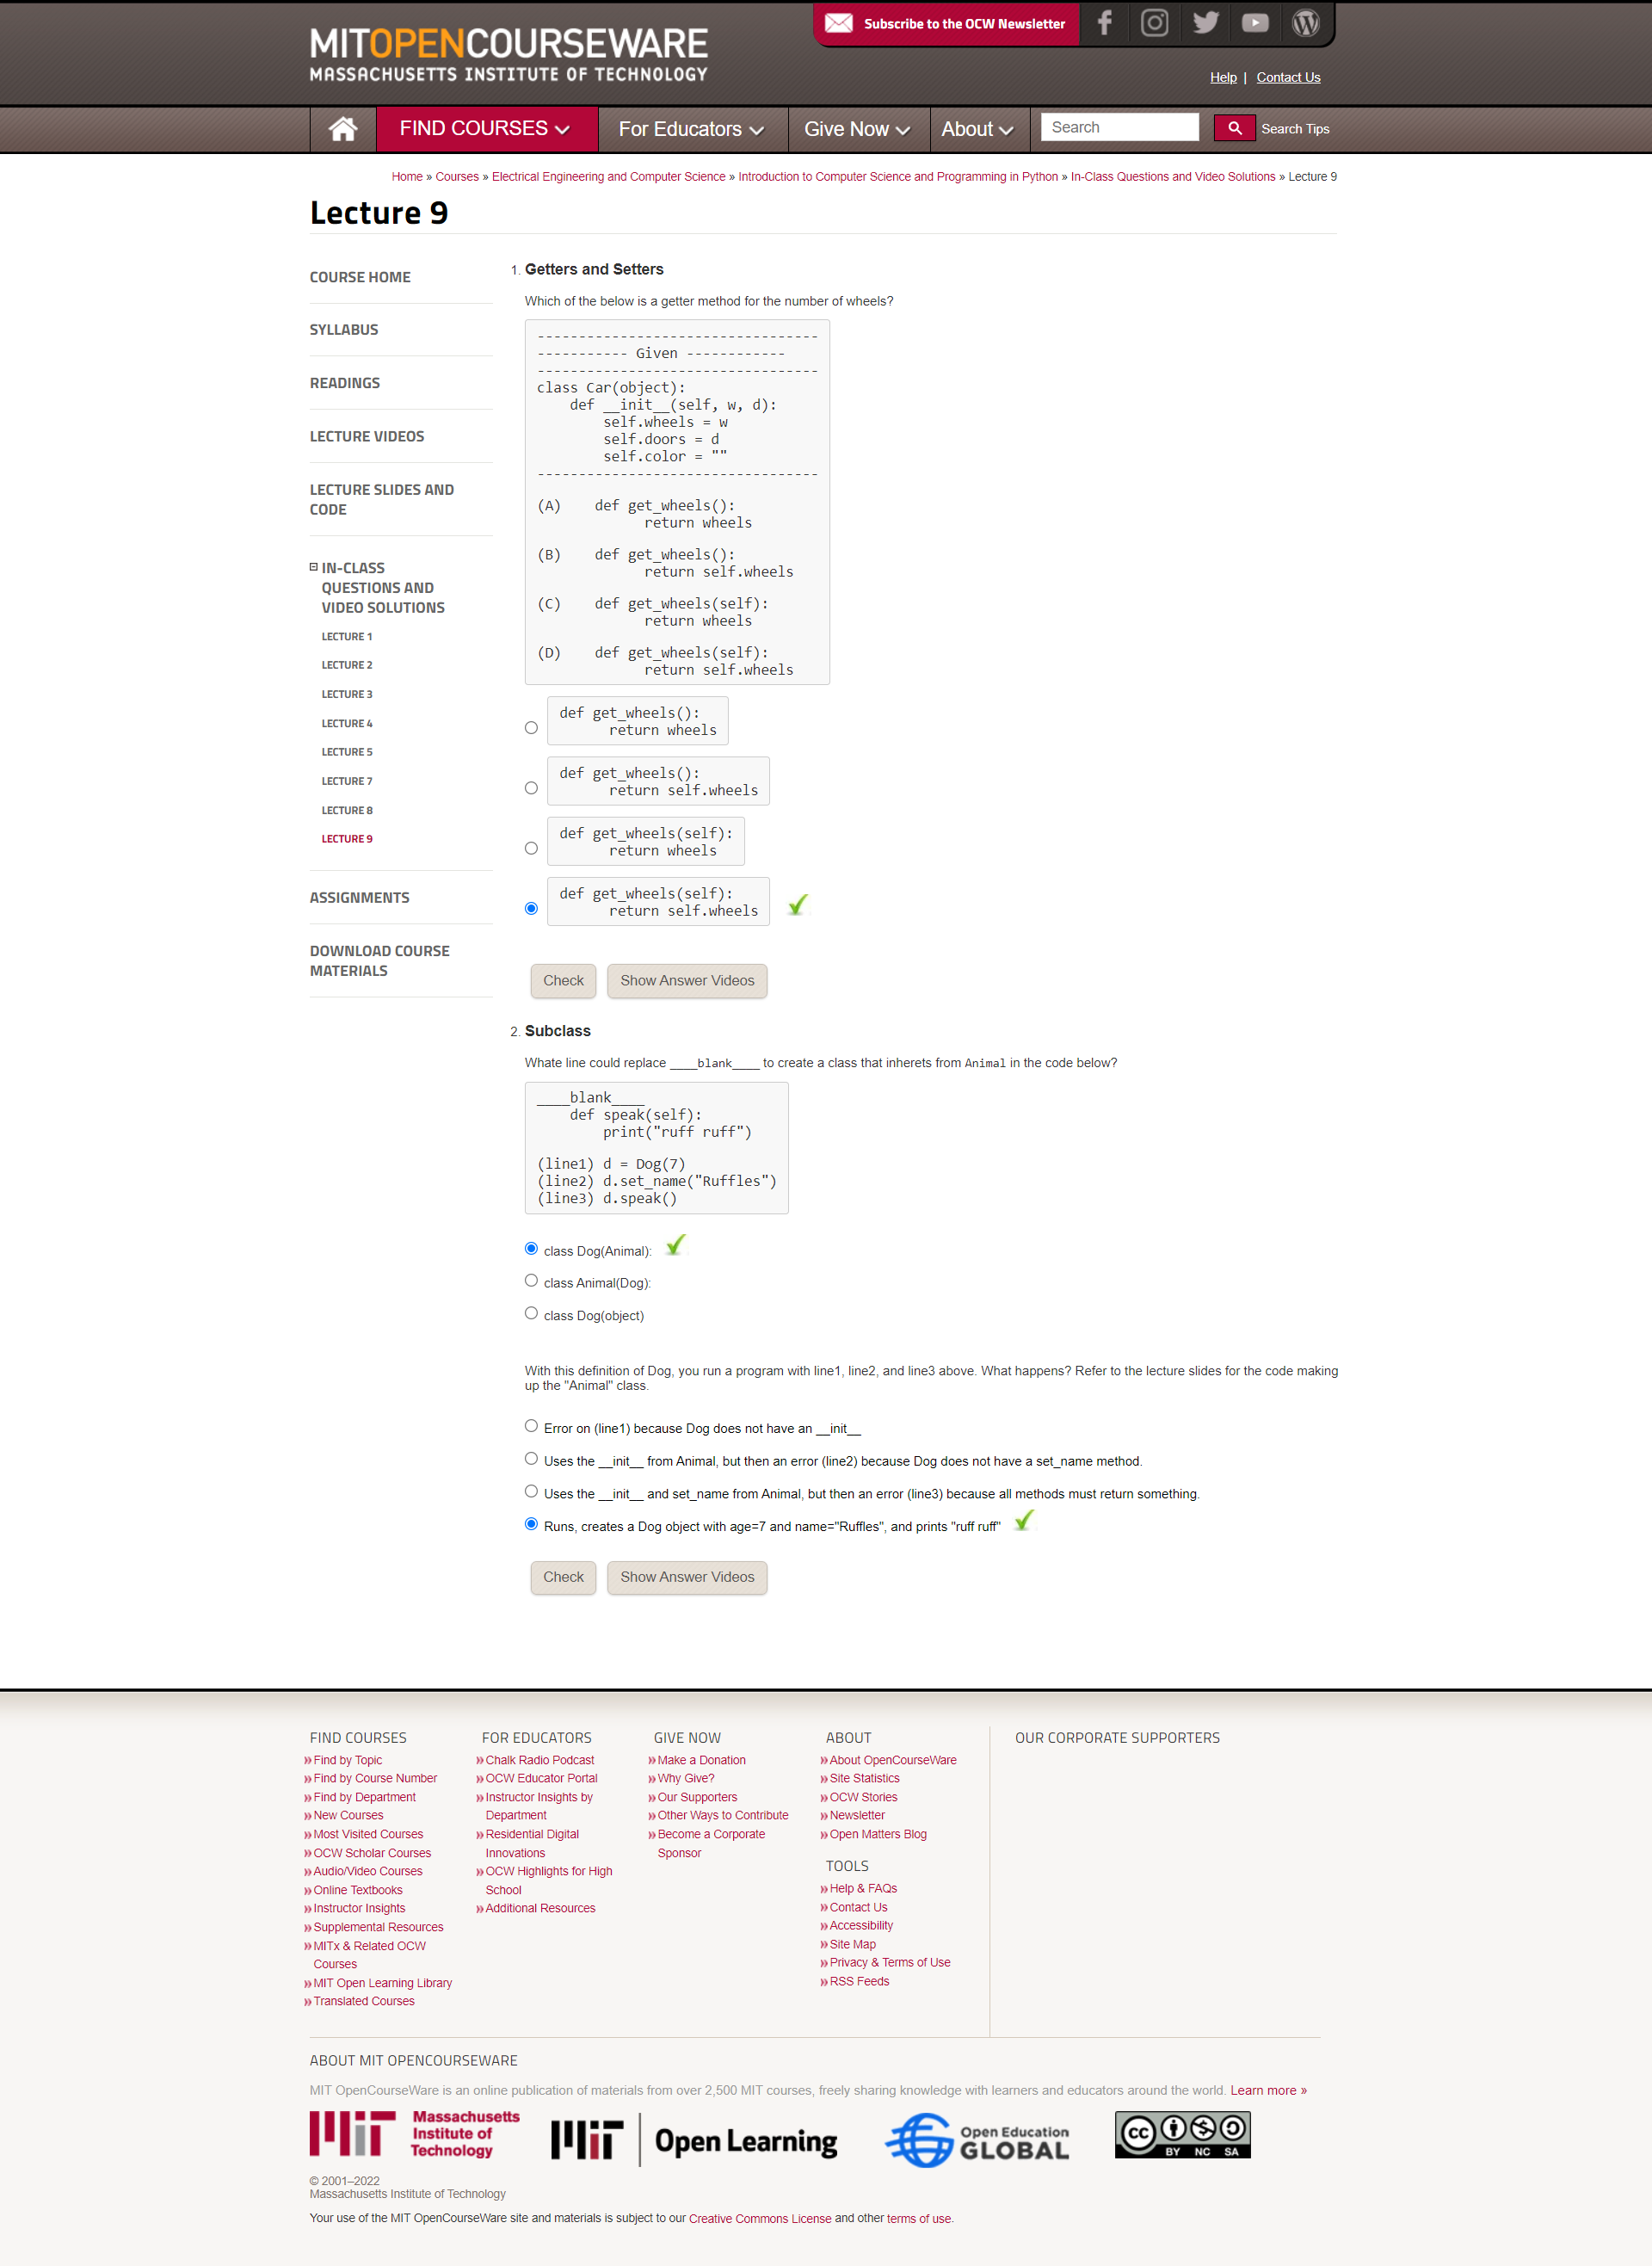 Subscribe to the OCW Newsletter
MITOPENCOURSEWARE
MASSACHUSETTS INSTITUTE OF TECHNOLOGY
Help | Contact Us
FIND COURSES
For Educators
Give Now
About
Search
Search Tips
Home » Courses » Electrical Engineering and Computer Science » Introduction to Computer Science and Programming in Python » In-Class Questions and Video Solutions » Lecture 9
Lecture 9
COURSE HOME
SYLLABUS
READINGS
LECTURE VIDEOS
LECTURE SLIDES AND
CODE
IN-CLASS
QUESTIONS AND
VIDEO SOLUTIONS
LECTURE 1
LECTURE 2
LECTURE 3
LECTURE 4
LECTURE 5
LECTURE 7
LECTURE 8
LECTURE 9
ASSIGNMENTS
DOWNLOAD COURSE
MATERIALS
1. Getters and Setters
Which of the below is a getter method for the number of wheels?
----------------------------------
----------- Given ------------
----------------------------------
class Car(object):
def __init__(self, w, d):
self.wheels = w
self.doors = d
self.color = ""
----------------------------------
(A) def get_wheels():
return wheels
(B) def get_wheels():
return self.wheels
(C) def get_wheels(self):
return wheels
(D) def get_wheels(self):
return self.wheels
def get_wheels():
return wheels
def get_wheels():
return self.wheels
def get_wheels(self):
return wheels
def get_wheels(self):
return self.wheels
Check
Show Answer Videos
2. Subclass
Whate line could replace ____blank____ to create a class that inherets from Animal in the code below?
____blank____
def speak(self):
print("ruff ruff")
(line1) d = Dog(7)
(line2) d.set_name("Ruffles")
(line3) d.speak()
class Dog(Animal):
class Animal(Dog):
class Dog(object)
With this definition of Dog, you run a program with line1, line2, and line3 above. What happens? Refer to the lecture slides for the code making
up the "Animal" class.
Error on (line1) because Dog does not have an __init__
Uses the __init__ from Animal, but then an error (line2) because Dog does not have a set_name method.
Uses the __init__ and set_name from Animal, but then an error (line3) because all methods must return something.
Runs, creates a Dog object with age=7 and name="Ruffles", and prints "ruff ruff"
Check
Show Answer Videos
FIND COURSES
Find by Topic
Find by Course Number
Find by Department
New Courses
Most Visited Courses
OCW Scholar Courses
Audio/Video Courses
Online Textbooks
Instructor Insights
Supplemental Resources
MITx & Related OCW
Courses
MIT Open Learning Library
Translated Courses
FOR EDUCATORS
Chalk Radio Podcast
OCW Educator Portal
Instructor Insights by
Department
Residential Digital
Innovations
OCW Highlights for High
School
Additional Resources
GIVE NOW
Make a Donation
Why Give?
Our Supporters
Other Ways to Contribute
Become a Corporate
Sponsor
ABOUT
About OpenCourseWare
Site Statistics
OCW Stories
Newsletter
Open Matters Blog
TOOLS
Help & FAQs
Contact Us
Accessibility
Site Map
Privacy & Terms of Use
RSS Feeds
OUR CORPORATE SUPPORTERS
ABOUT MIT OPENCOURSEWARE
MIT OpenCourseWare is an online publication of materials from over 2,500 MIT courses, freely sharing knowledge with learners and educators around the world. Learn more »
MIT Massachusetts
Institute of
Technology
MIT Open Learning
Open Education
GLOBAL
CC BY NC SA
© 2001–2022
Massachusetts Institute of Technology
Your use of the MIT OpenCourseWare site and materials is subject to our Creative Commons License and other terms of use.